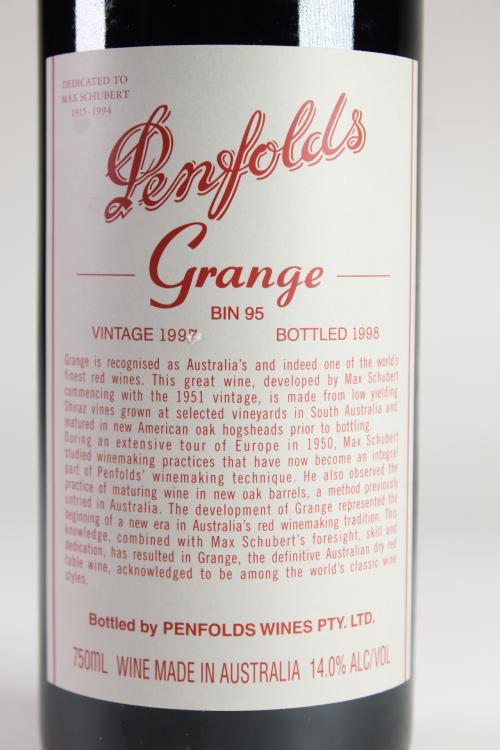 DEDICATED TO
MAX SCHUBERT
1915-1994
Penfolds
Grange
BIN 95
VINTAGE 1997
BOTTLED 1998
Grange is recognised as Australia's and indeed one of the world's
finest red wines. This great wine, developed by Max Schubert
commencing with the 1951 vintage, is made from low yielding
Shiraz vines grown at selected vineyards in South Australia and
matured in new American oak hogsheads prior to bottling.
During an extensive tour of Europe in 1950, Max Schubert
studied winemaking practices that have now become an integral
part of Penfolds' winemaking technique. He also observed the
practice of maturing wine in new oak barrels, a method previously
untried in Australia. The development of Grange represented the
beginning of a new era in Australia's red winemaking tradition. This
knowledge, combined with Max Schubert's foresight, skill and
dedication, has resulted in Grange, the definitive Australian dry red
table wine, acknowledged to be among the world's classic wine
styles.
Bottled by PENFOLDS WINES PTY. LTD.
750ML WINE MADE IN AUSTRALIA 14.0% ALC/VOL